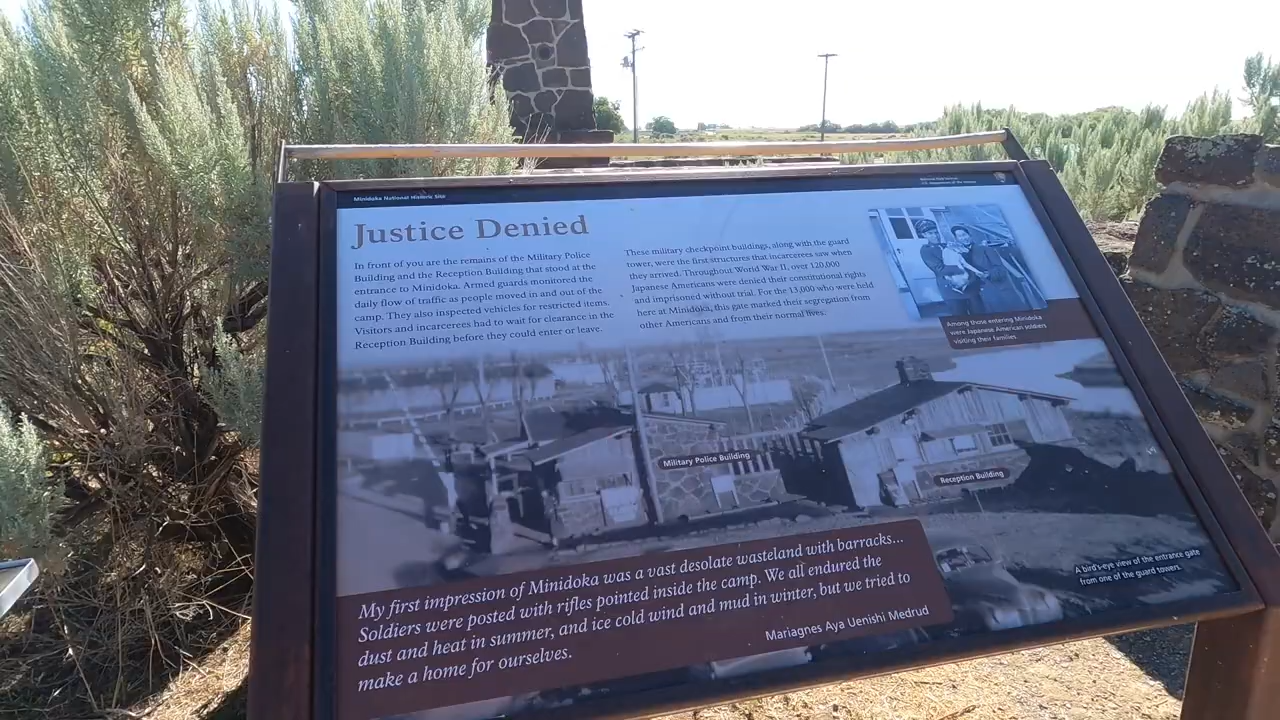 Minidoka National Historic Site
National Park Service
U.S. Department of the Interior
Justice Denied
In front of you are the remains of the Military Police
Building and the Reception Building that stood at the
entrance to Minidoka. Armed guards monitored the
daily flow of traffic as people moved in and out of the
camp. They also inspected vehicles for restricted items.
Visitors and incarcerees had to wait for clearance in the
Reception Building before they could enter or leave.
These military checkpoint buildings, along with the guard
tower, were the first structures that incarcerees saw when
they arrived. Throughout World War II, over 120,000
Japanese Americans were denied their constitutional rights
and imprisoned without trial. For the 13,000 who were held
here at Minidoka, this gate marked their segregation from
other Americans and from their normal lives.
Among those entering Minidoka
were Japanese American soldiers
visiting their families.
Military Police Building
Reception Building
A bird's-eye view of the entrance gate
from one of the guard towers.
My first impression of Minidoka was a vast desolate wasteland with barracks...
Soldiers were posted with rifles pointed inside the camp. We all endured the
dust and heat in summer, and ice cold wind and mud in winter, but we tried to
make a home for ourselves.
Mariagnes Aya Uenishi Medrud